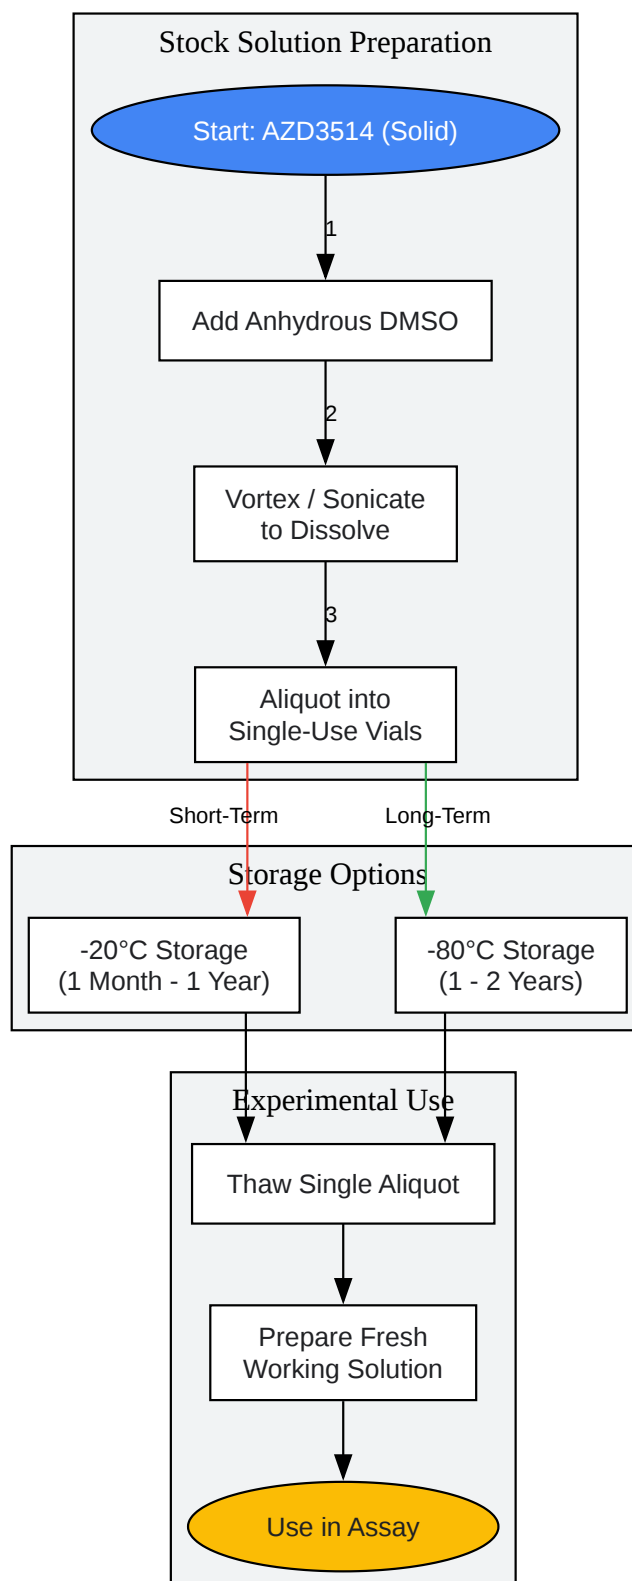 Stock Solution Preparation
Start: AZD3514 (Solid)
1
Add Anhydrous DMSO
2
Vortex / Sonicate
to Dissolve
3
Aliquot into
Single-Use Vials
Short-Term
Long-Term
Storage Options
-20°C Storage
(1 Month - 1 Year)
-80°C Storage
(1 - 2 Years)
Experimental Use
Thaw Single Aliquot
Prepare Fresh
Working Solution
Use in Assay